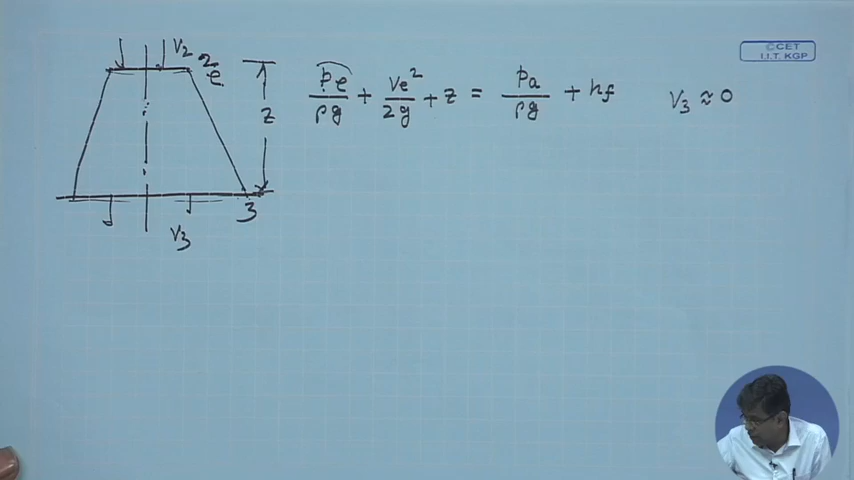 ©CET
I.I.T. KGP
V₂
2
e
z
3
V₃
pₑ/ρg + Vₑ²/2g + z = pₐ/ρg + hf V₃ ≈ 0